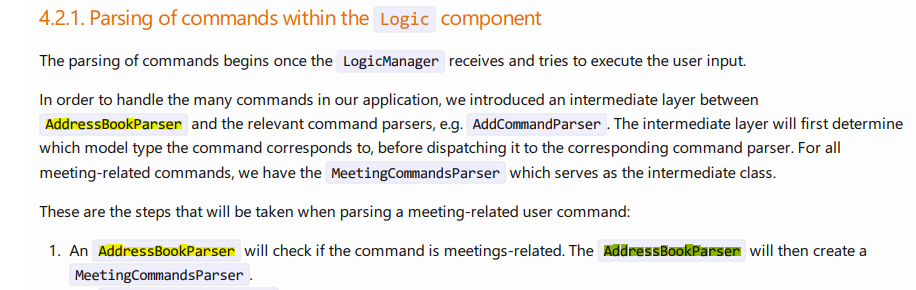 4.2.1. Parsing of commands within the Logic component
The parsing of commands begins once the LogicManager receives and tries to execute the user input.
In order to handle the many commands in our application, we introduced an intermediate layer between
AddressBookParser and the relevant command parsers, e.g. AddCommandParser. The intermediate layer will first determine
which model type the command corresponds to, before dispatching it to the corresponding command parser. For all
meeting-related commands, we have the MeetingCommandsParser which serves as the intermediate class.
These are the steps that will be taken when parsing a meeting-related user command:
1. An AddressBookParser will check if the command is meetings-related. The AddressBookParser will then create a
MeetingCommandsParser.